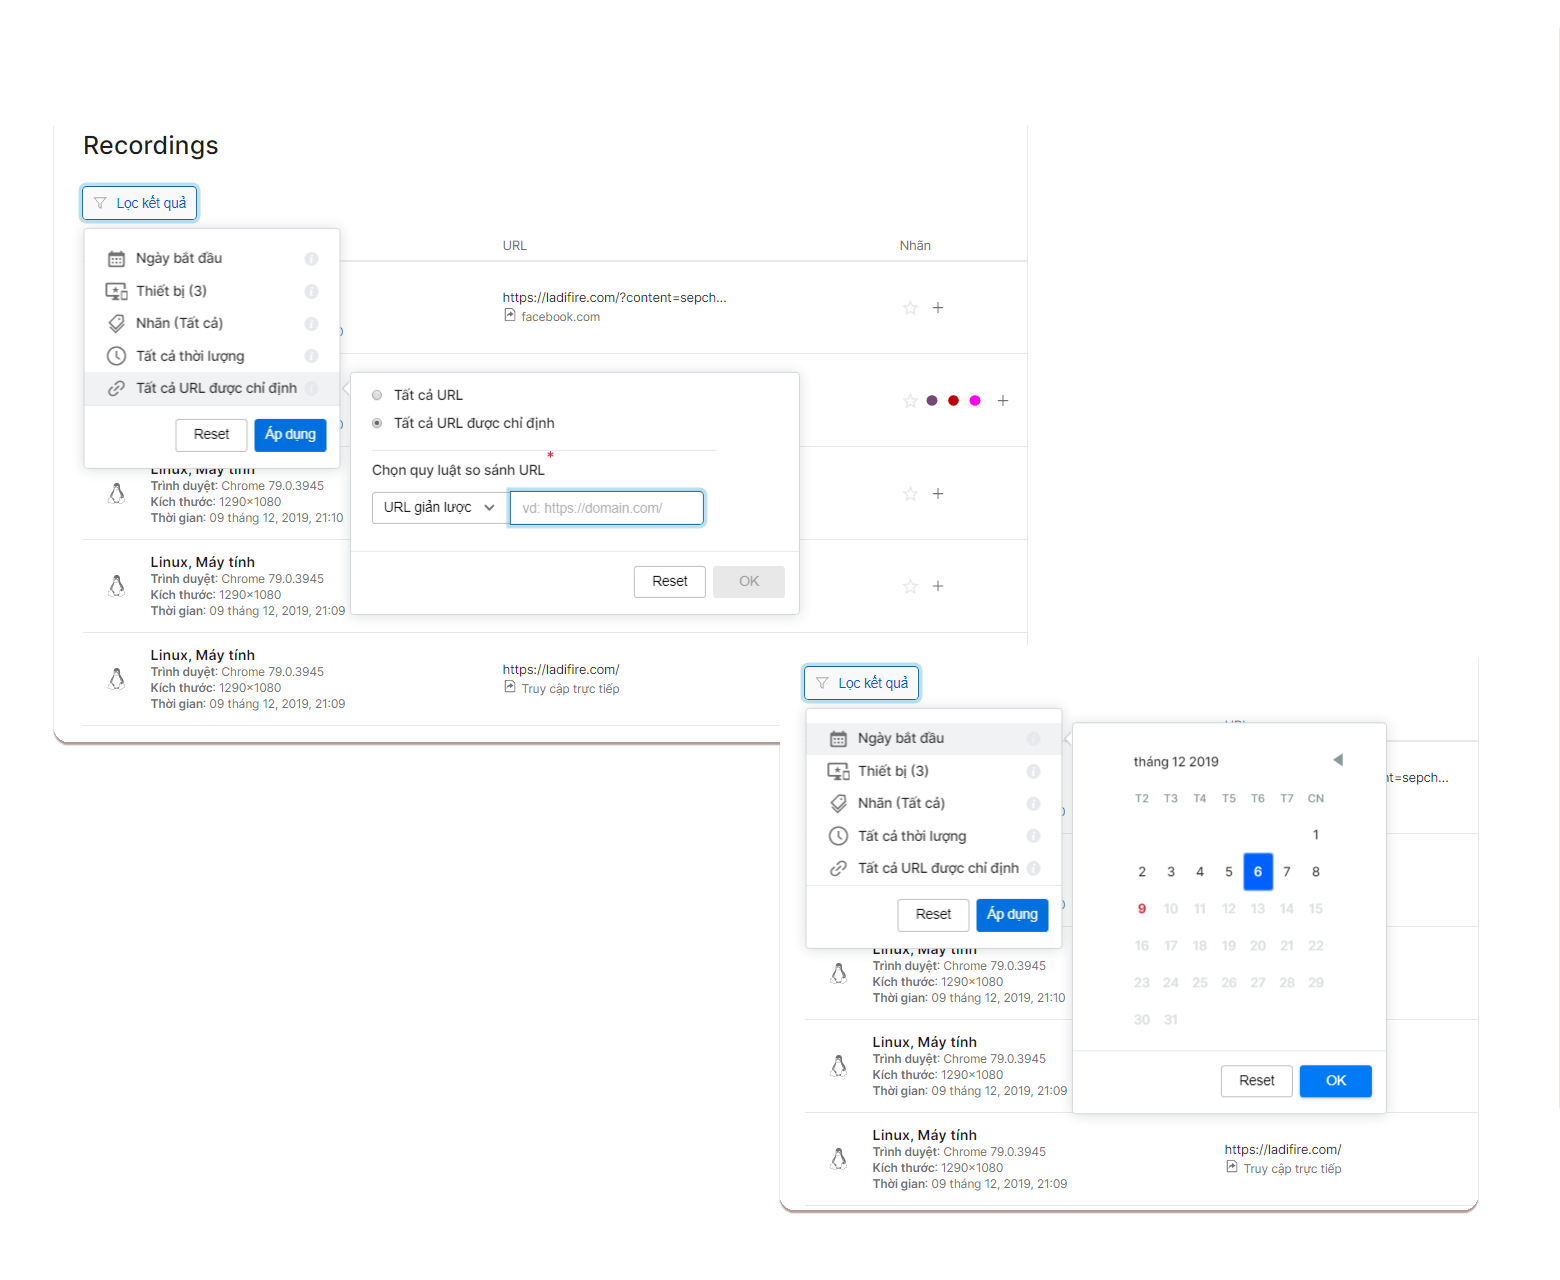 Recordings
Lọc kết quả
URL
Nhãn
Ngày bắt đầu
Thiết bị (3)
Nhãn (Tất cả)
Tất cả thời lượng
Tất cả URL được chỉ định
Reset
Áp dụng
https://ladifire.com/?content=sepch...
facebook.com
Tất cả URL
Tất cả URL được chỉ định
Chọn quy luật so sánh URL *
URL giản lược
vd: https://domain.com/
Reset
OK
Linux, Máy tính
Trình duyệt: Chrome 79.0.3945
Kích thước: 1290×1080
Thời gian: 09 tháng 12, 2019, 21:10
Linux, Máy tính
Trình duyệt: Chrome 79.0.3945
Kích thước: 1290×1080
Thời gian: 09 tháng 12, 2019, 21:09
Linux, Máy tính
Trình duyệt: Chrome 79.0.3945
Kích thước: 1290×1080
Thời gian: 09 tháng 12, 2019, 21:09
https://ladifire.com/
Truy cập trực tiếp
Lọc kết quả
Ngày bắt đầu
Thiết bị (3)
Nhãn (Tất cả)
Tất cả thời lượng
Tất cả URL được chỉ định
Reset
Áp dụng
t=sepch...
tháng 12 2019
T2 T3 T4 T5 T6 T7 CN
1
2 3 4 5 6 7 8
9 10 11 12 13 14 15
16 17 18 19 20 21 22
23 24 25 26 27 28 29
30 31
Reset
OK
Linux, Máy tính
Trình duyệt: Chrome 79.0.3945
Kích thước: 1290×1080
Thời gian: 09 tháng 12, 2019, 21:10
Linux, Máy tính
Trình duyệt: Chrome 79.0.3945
Kích thước: 1290×1080
Thời gian: 09 tháng 12, 2019, 21:09
Linux, Máy tính
Trình duyệt: Chrome 79.0.3945
Kích thước: 1290×1080
Thời gian: 09 tháng 12, 2019, 21:09
https://ladifire.com/
Truy cập trực tiếp